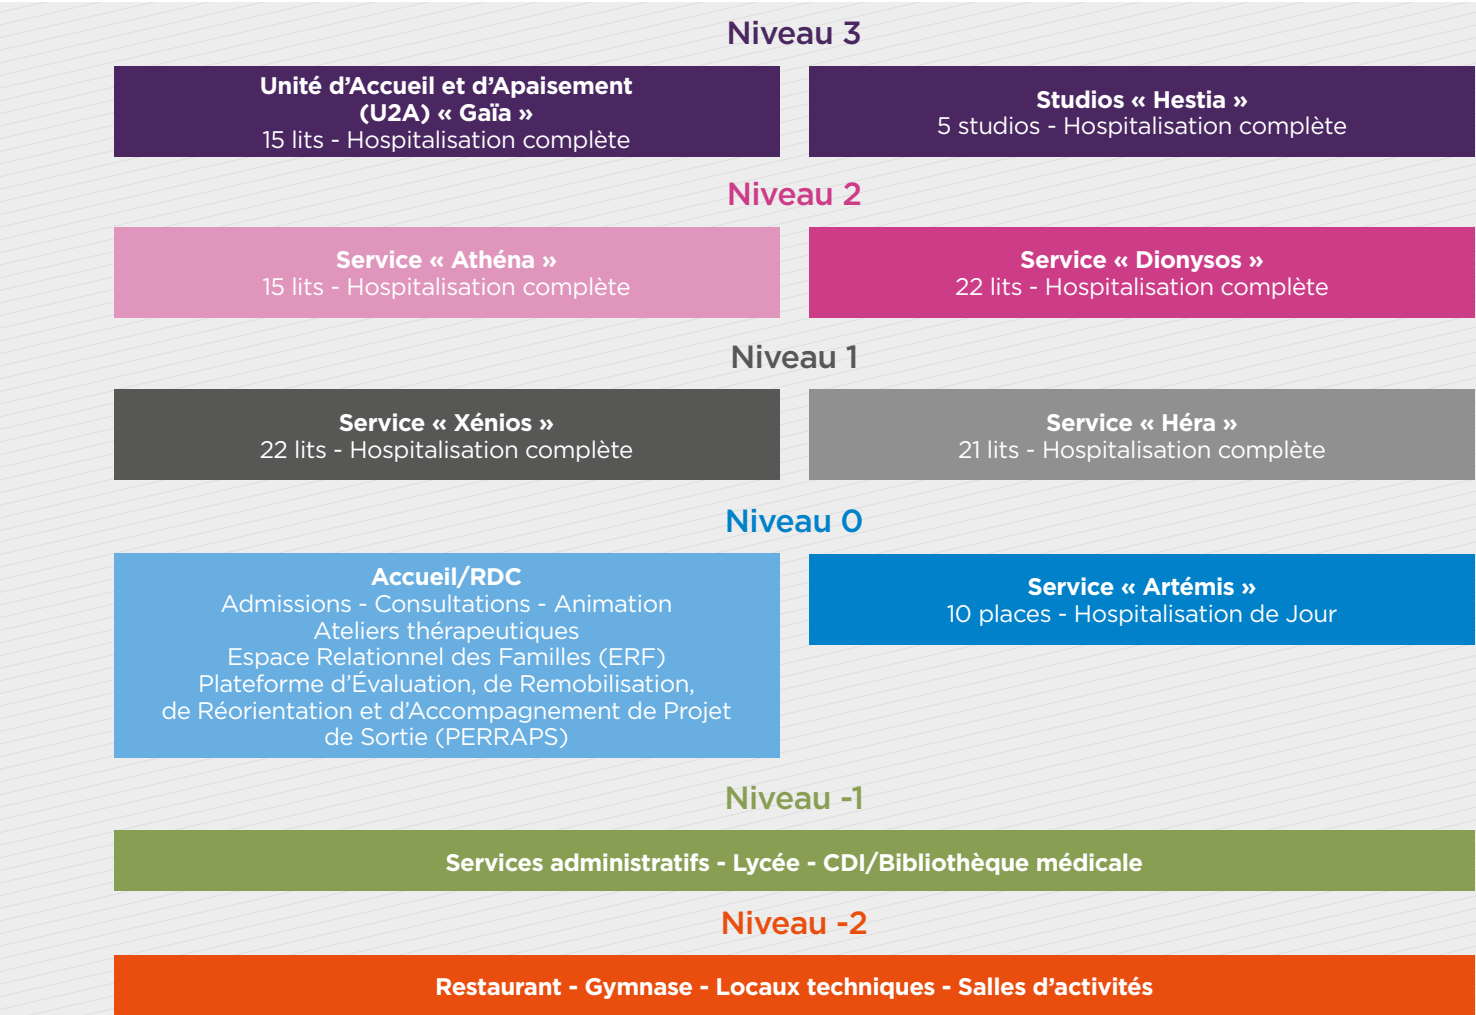 Niveau 3
Unité d’Accueil et d’Apaisement
(U2A) « Gaïa »
15 lits - Hospitalisation complète
Studios « Hestia »
5 studios - Hospitalisation complète
Niveau 2
Service « Athéna »
15 lits - Hospitalisation complète
Service « Dionysos »
22 lits - Hospitalisation complète
Niveau 1
Service « Xénios »
22 lits - Hospitalisation complète
Service « Héra »
21 lits - Hospitalisation complète
Niveau 0
Accueil/RDC
Admissions - Consultations - Animation
Ateliers thérapeutiques
Espace Relationnel des Familles (ERF)
Plateforme d’Évaluation, de Remobilisation,
de Réorientation et d’Accompagnement de Projet
de Sortie (PERRAPS)
Service « Artémis »
10 places - Hospitalisation de Jour
Niveau -1
Services administratifs - Lycée - CDI/Bibliothèque médicale
Niveau -2
Restaurant - Gymnase - Locaux techniques - Salles d’activités